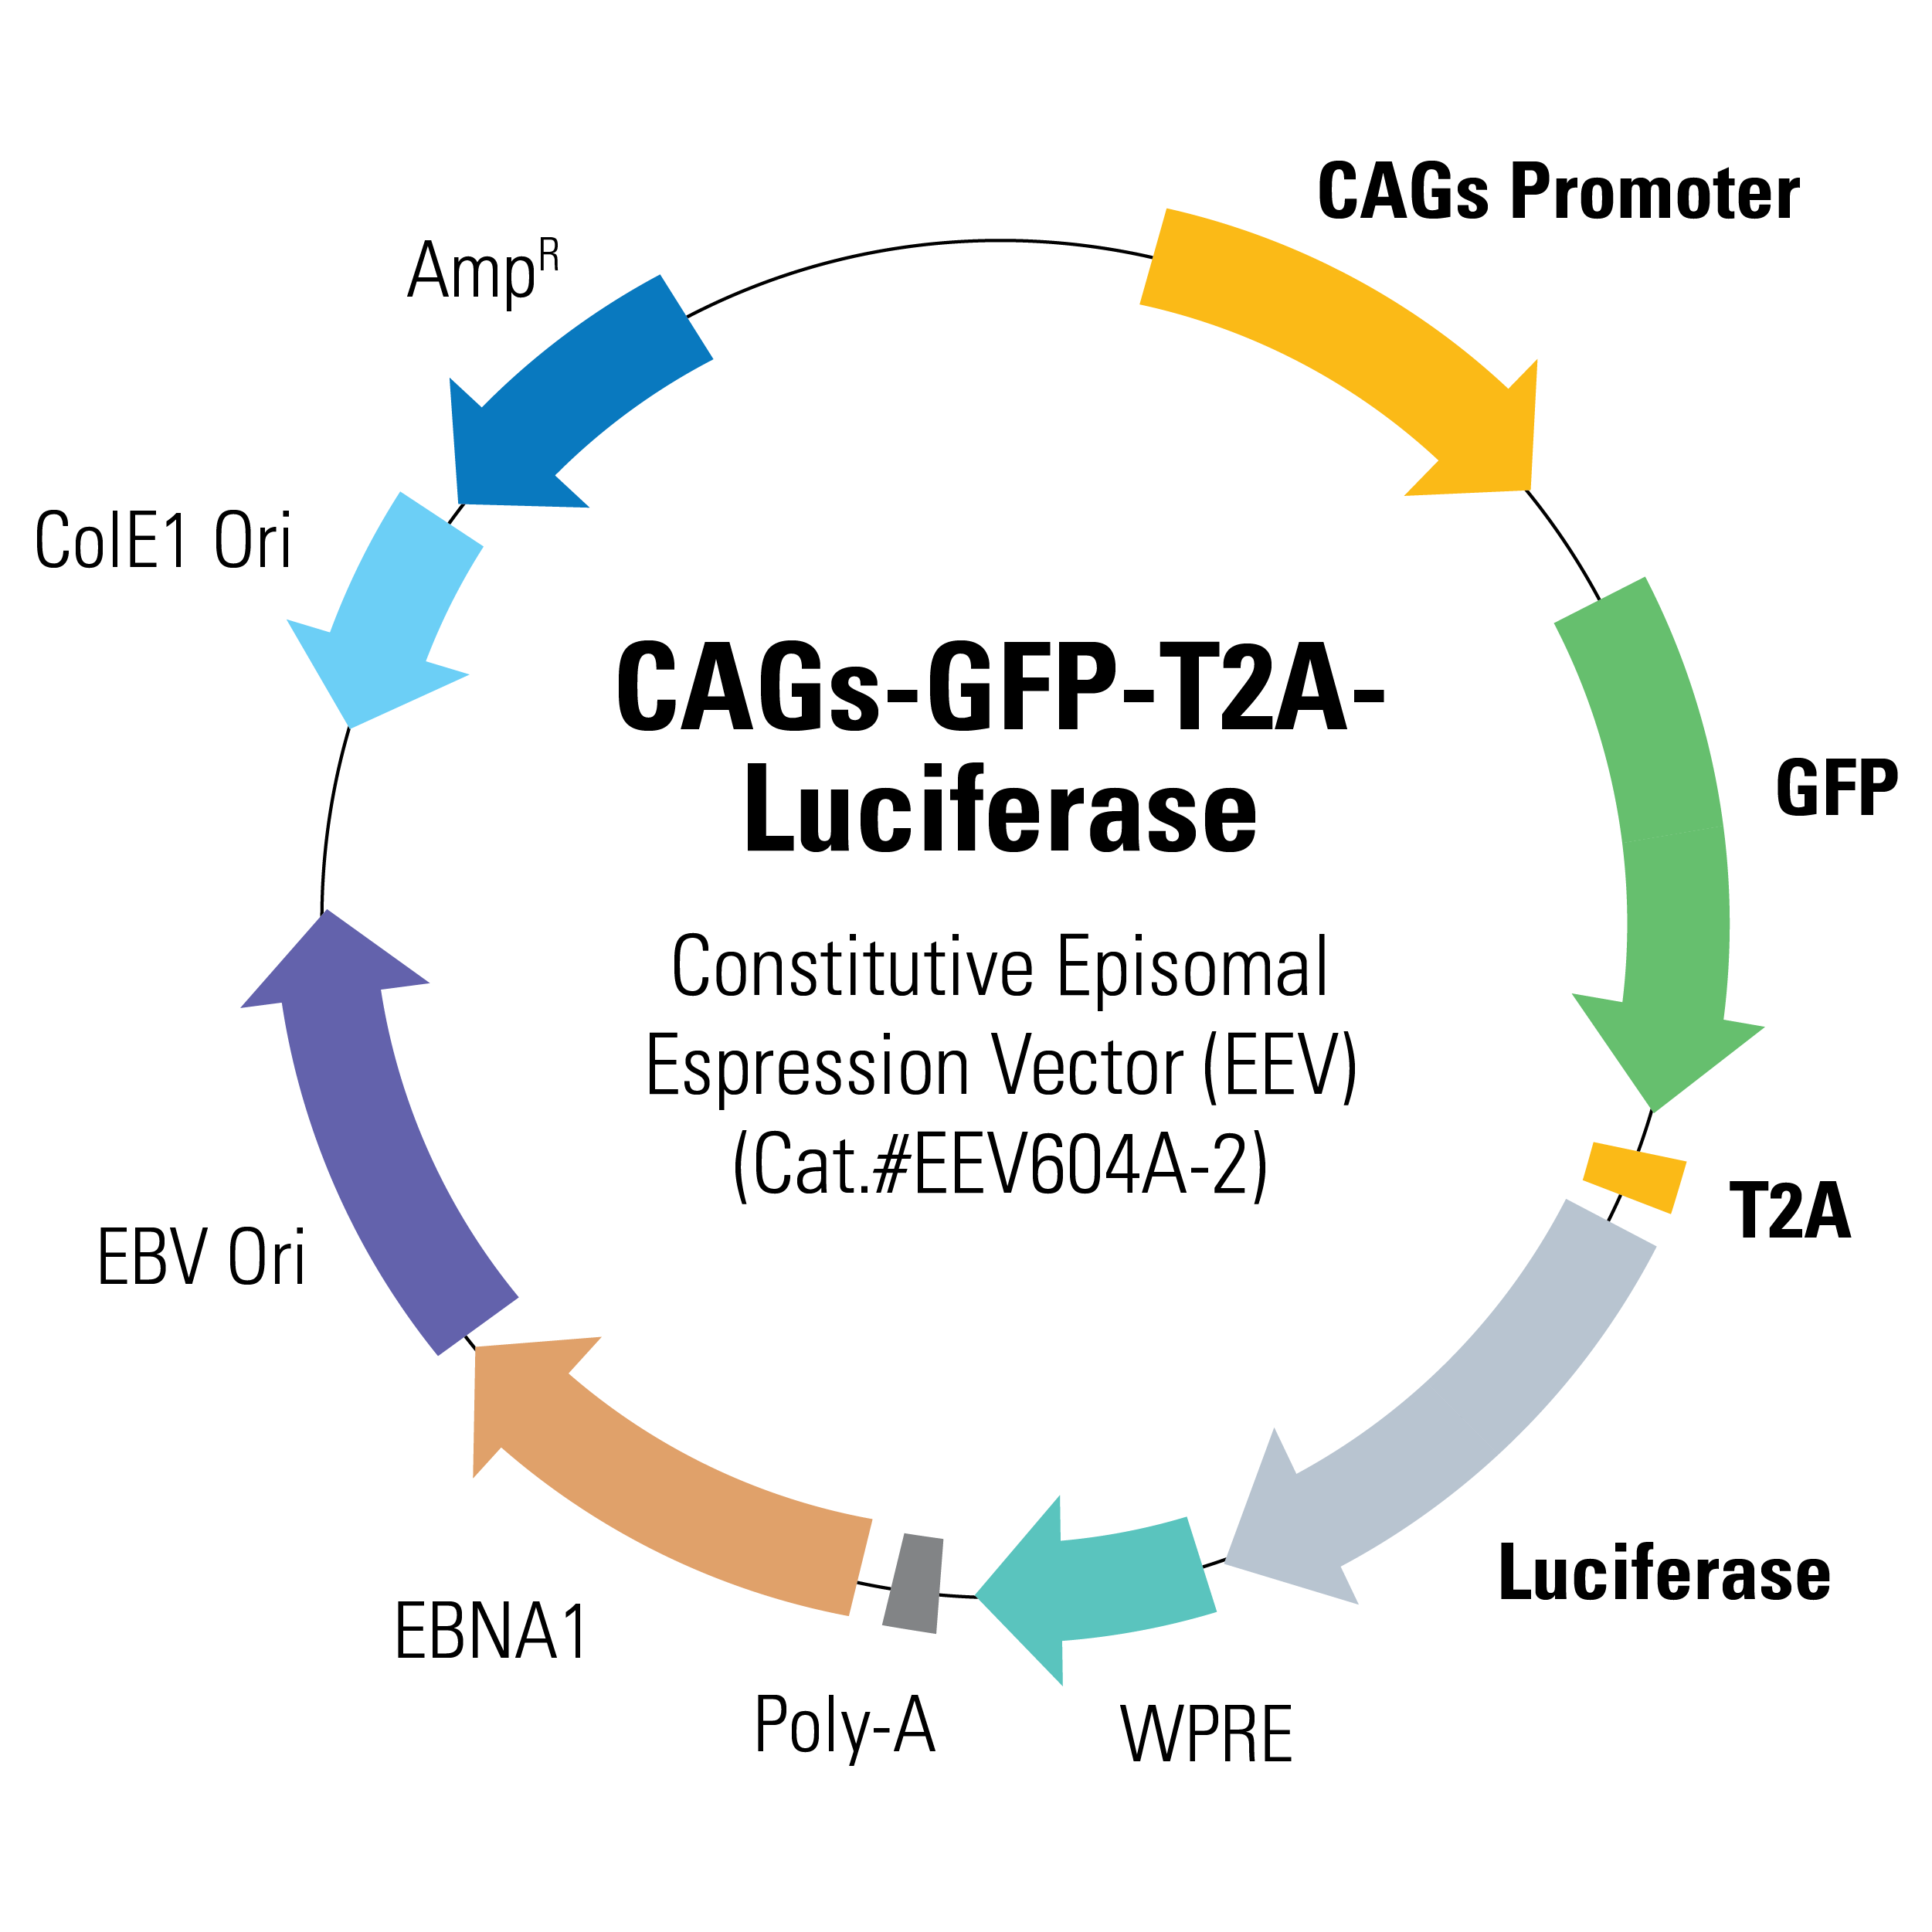 CAGs Promoter
Amp^R
ColE1 Ori
CAGs-GFP-T2A-
Luciferase
GFP
Constitutive Episomal
Espression Vector (EEV)
(Cat.#EEV604A-2)
T2A
EBV Ori
Luciferase
EBNA1
Poly-A
WPRE